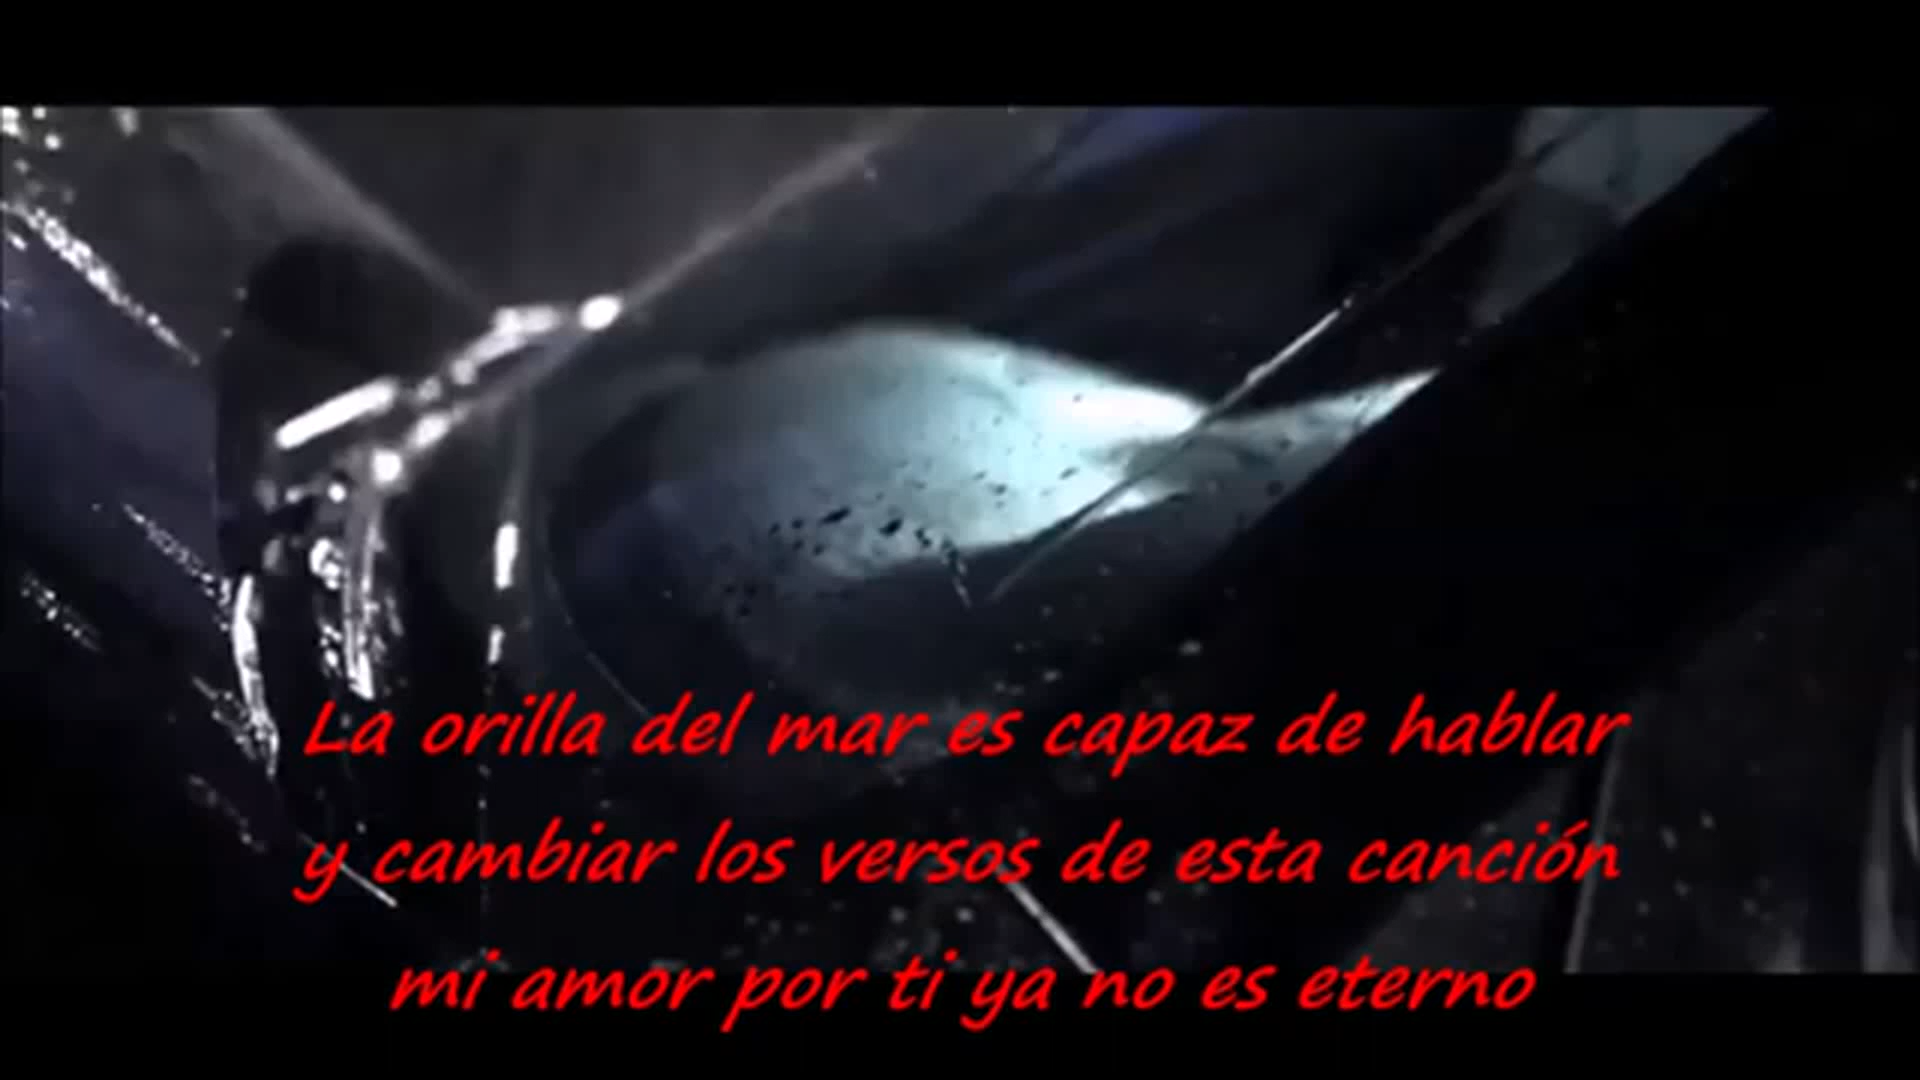 La orilla del mar es capaz de hablar
y cambiar los versos de esta canción
mi amor por ti ya no es eterno